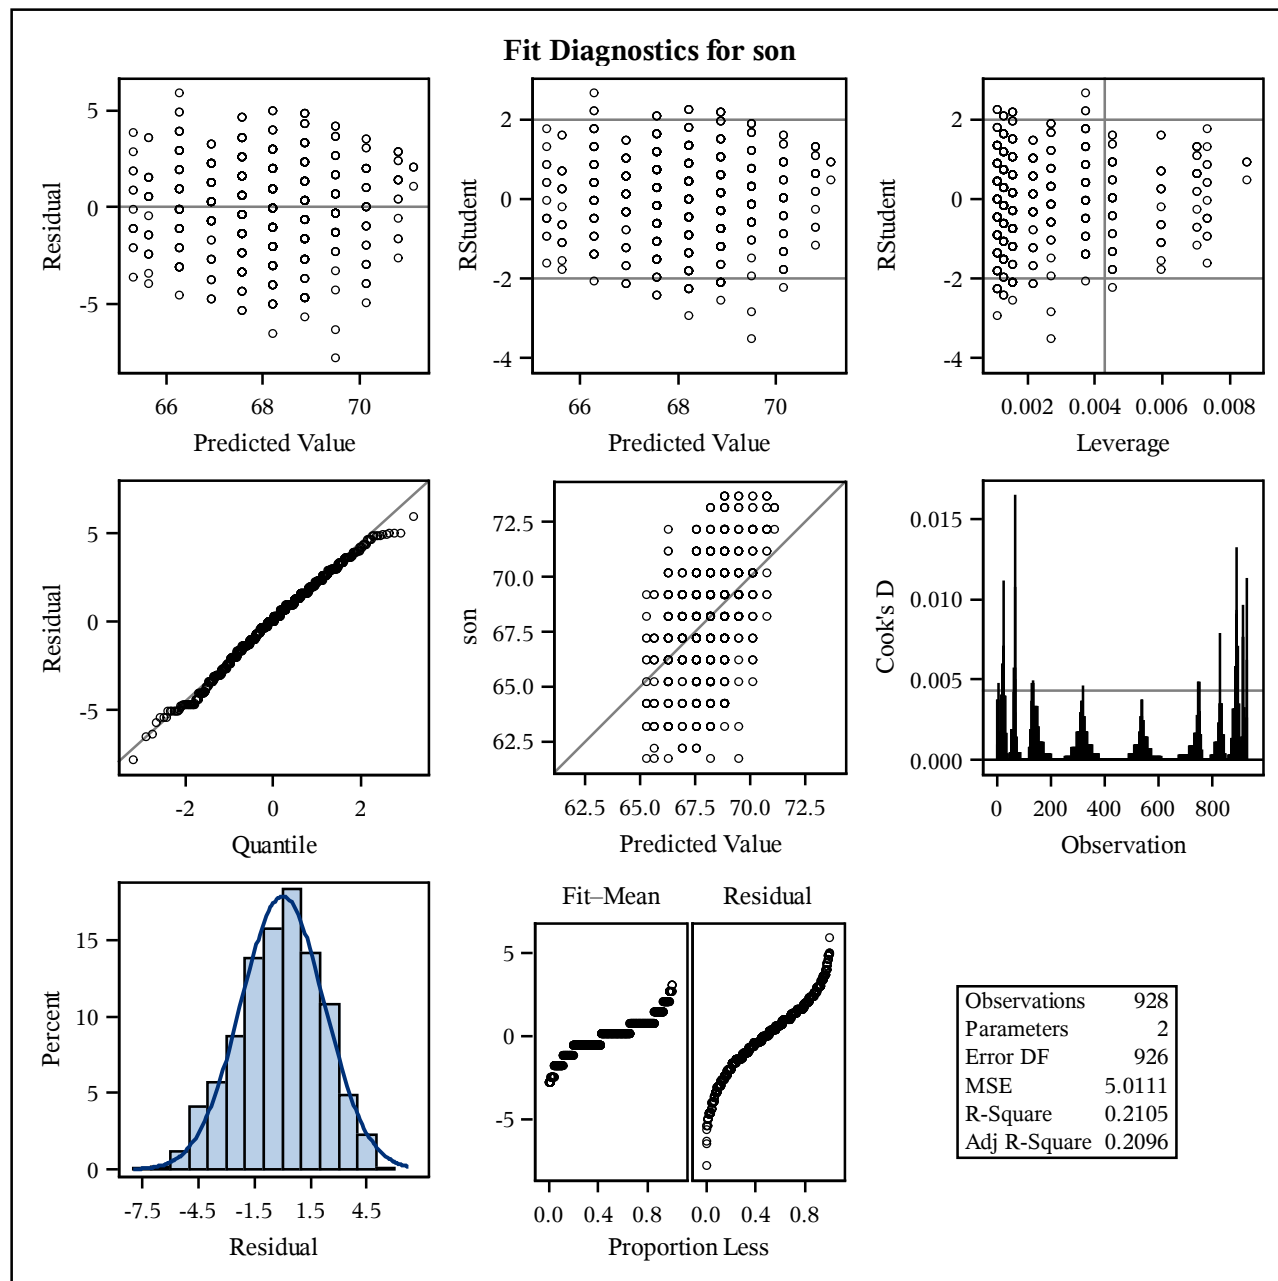 Fit Diagnostics for son
Residual
5
0
-5
66 68 70
Predicted Value
RStudent
2
0
-2
-4
66 68 70
Predicted Value
RStudent
2
0
-2
-4
0.002 0.004 0.006 0.008
Leverage
Residual
5
0
-5
-2 0 2
Quantile
son
72.5
70.0
67.5
65.0
62.5
62.5 65.0 67.5 70.0 72.5
Predicted Value
Cook's D
0.015
0.010
0.005
0.000
0 200 400 600 800
Observation
Percent
15
10
5
0
-7.5 -4.5 -1.5 1.5 4.5
Residual
Fit–Mean Residual
5
0
-5
0.0 0.4 0.8 0.0 0.4 0.8
Proportion Less
Observations 928
Parameters 2
Error DF 926
MSE 5.0111
R-Square 0.2105
Adj R-Square 0.2096